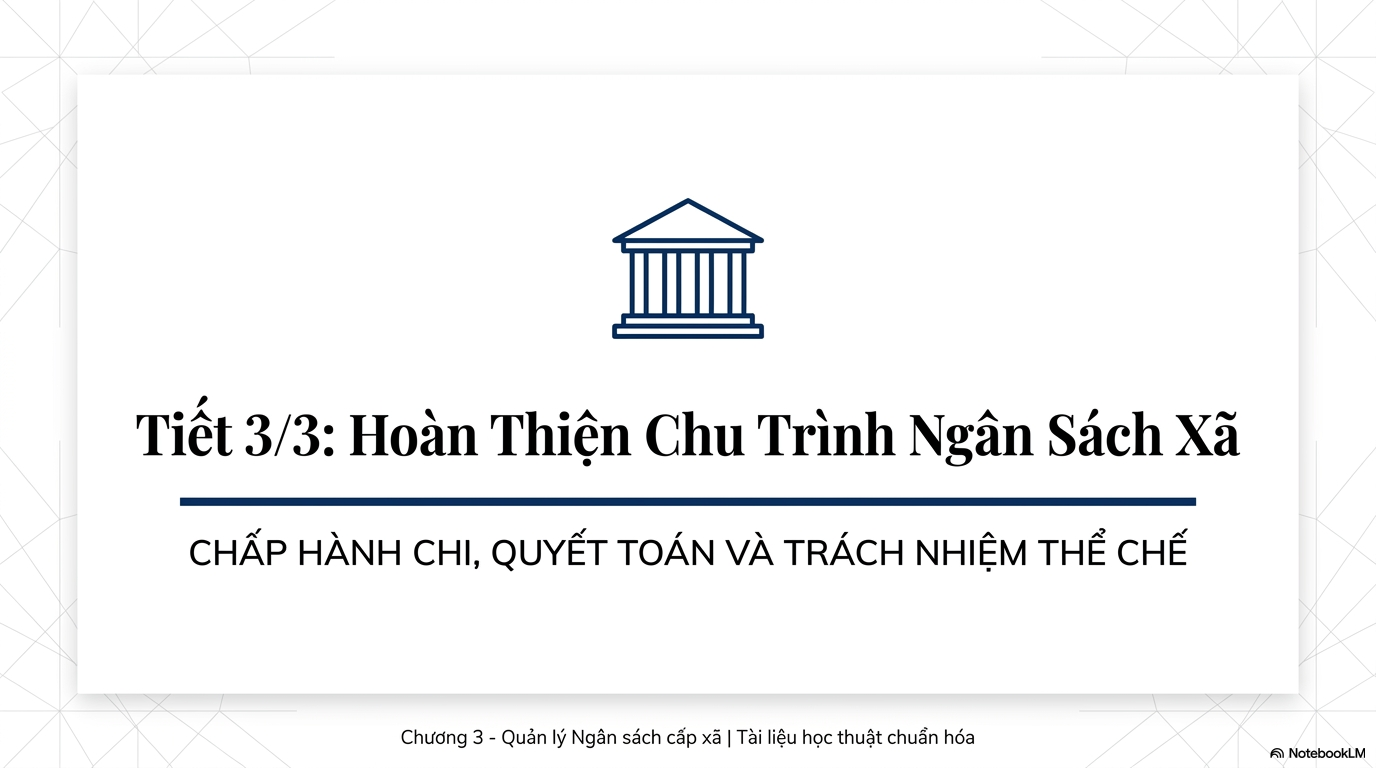 Tiết 3/3: Hoàn Thiện Chu Trình Ngân Sách Xã
CHẤP HÀNH CHI, QUYẾT TOÁN VÀ TRÁCH NHIỆM THỂ CHẾ
Chương 3 - Quản lý Ngân sách cấp xã | Tài liệu học thuật chuẩn hóa
NotebookLM